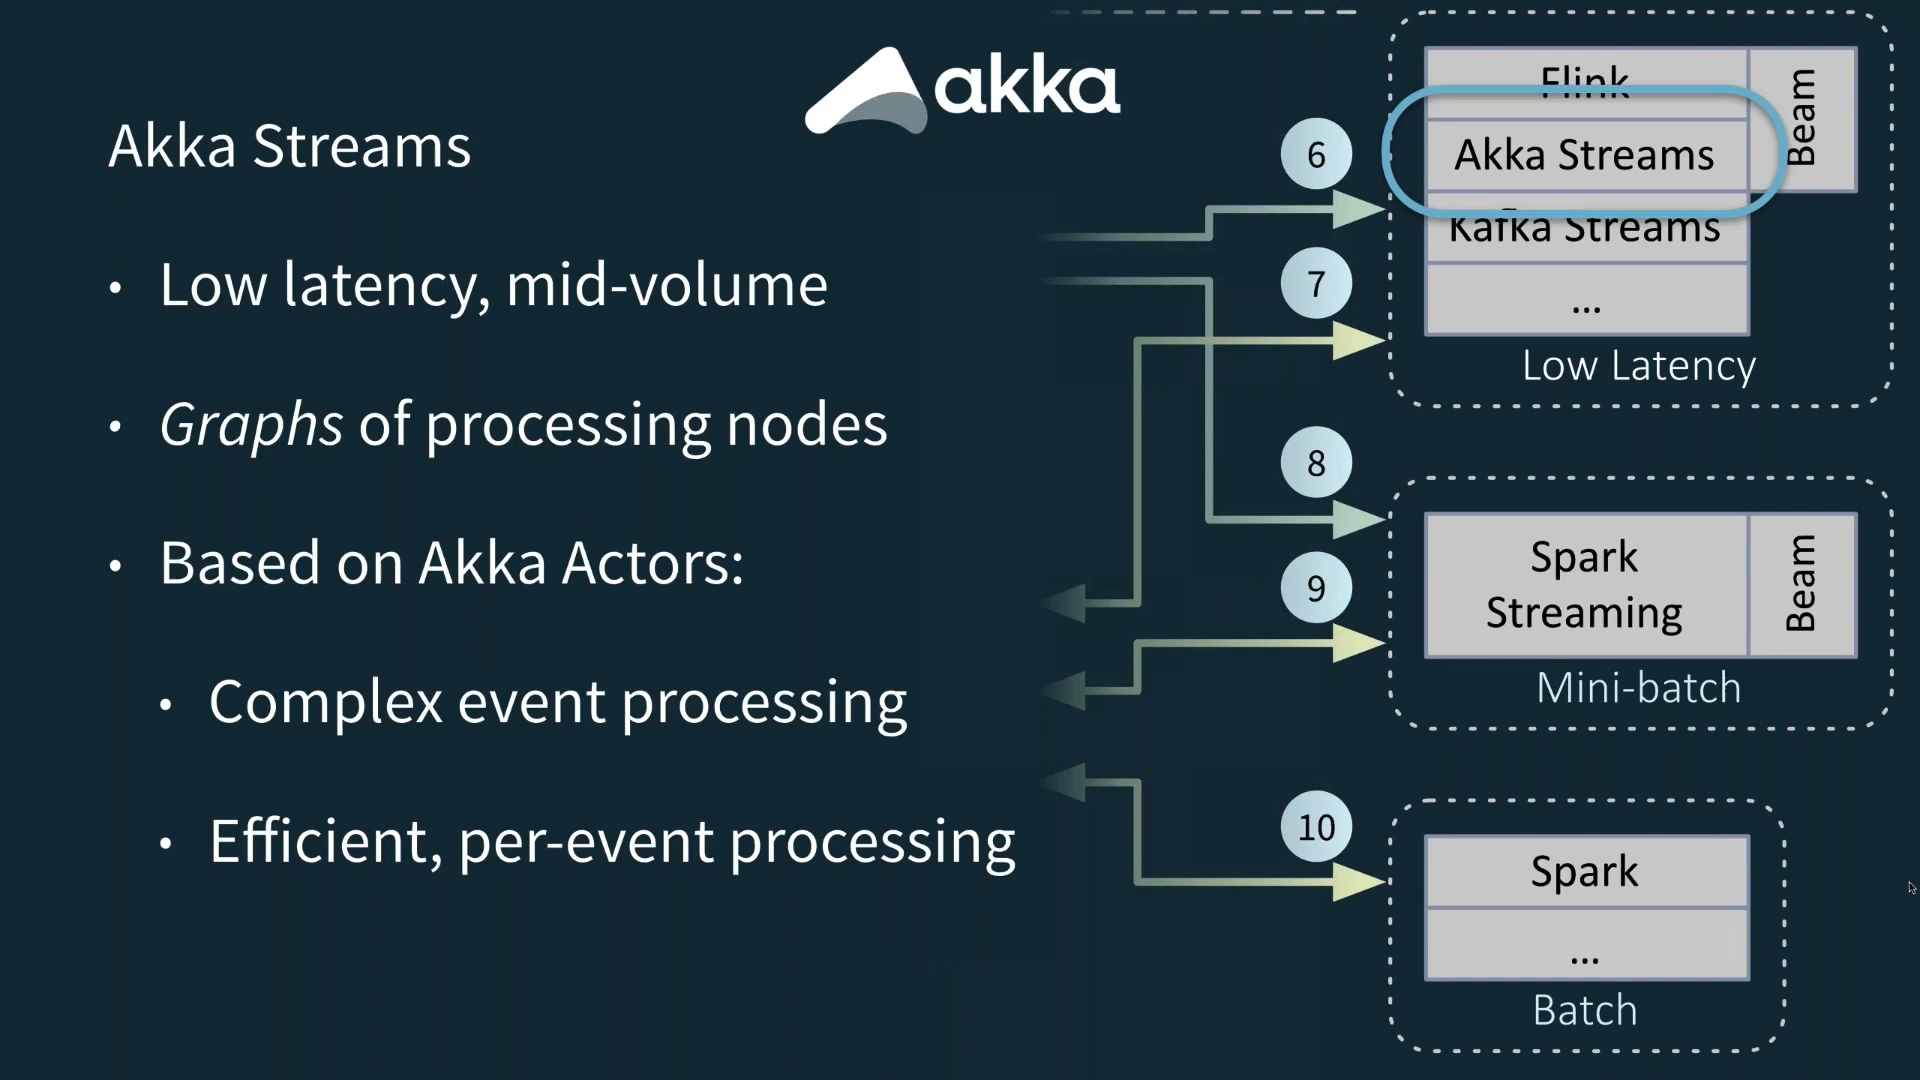 akka
Akka Streams
• Low latency, mid-volume
• Graphs of processing nodes
• Based on Akka Actors:
• Complex event processing
• Efficient, per-event processing
6
7
8
9
10
Flink
Akka Streams
Kafka Streams
...
Beam
Low Latency
Spark
Streaming
Beam
Mini-batch
Spark
...
Batch